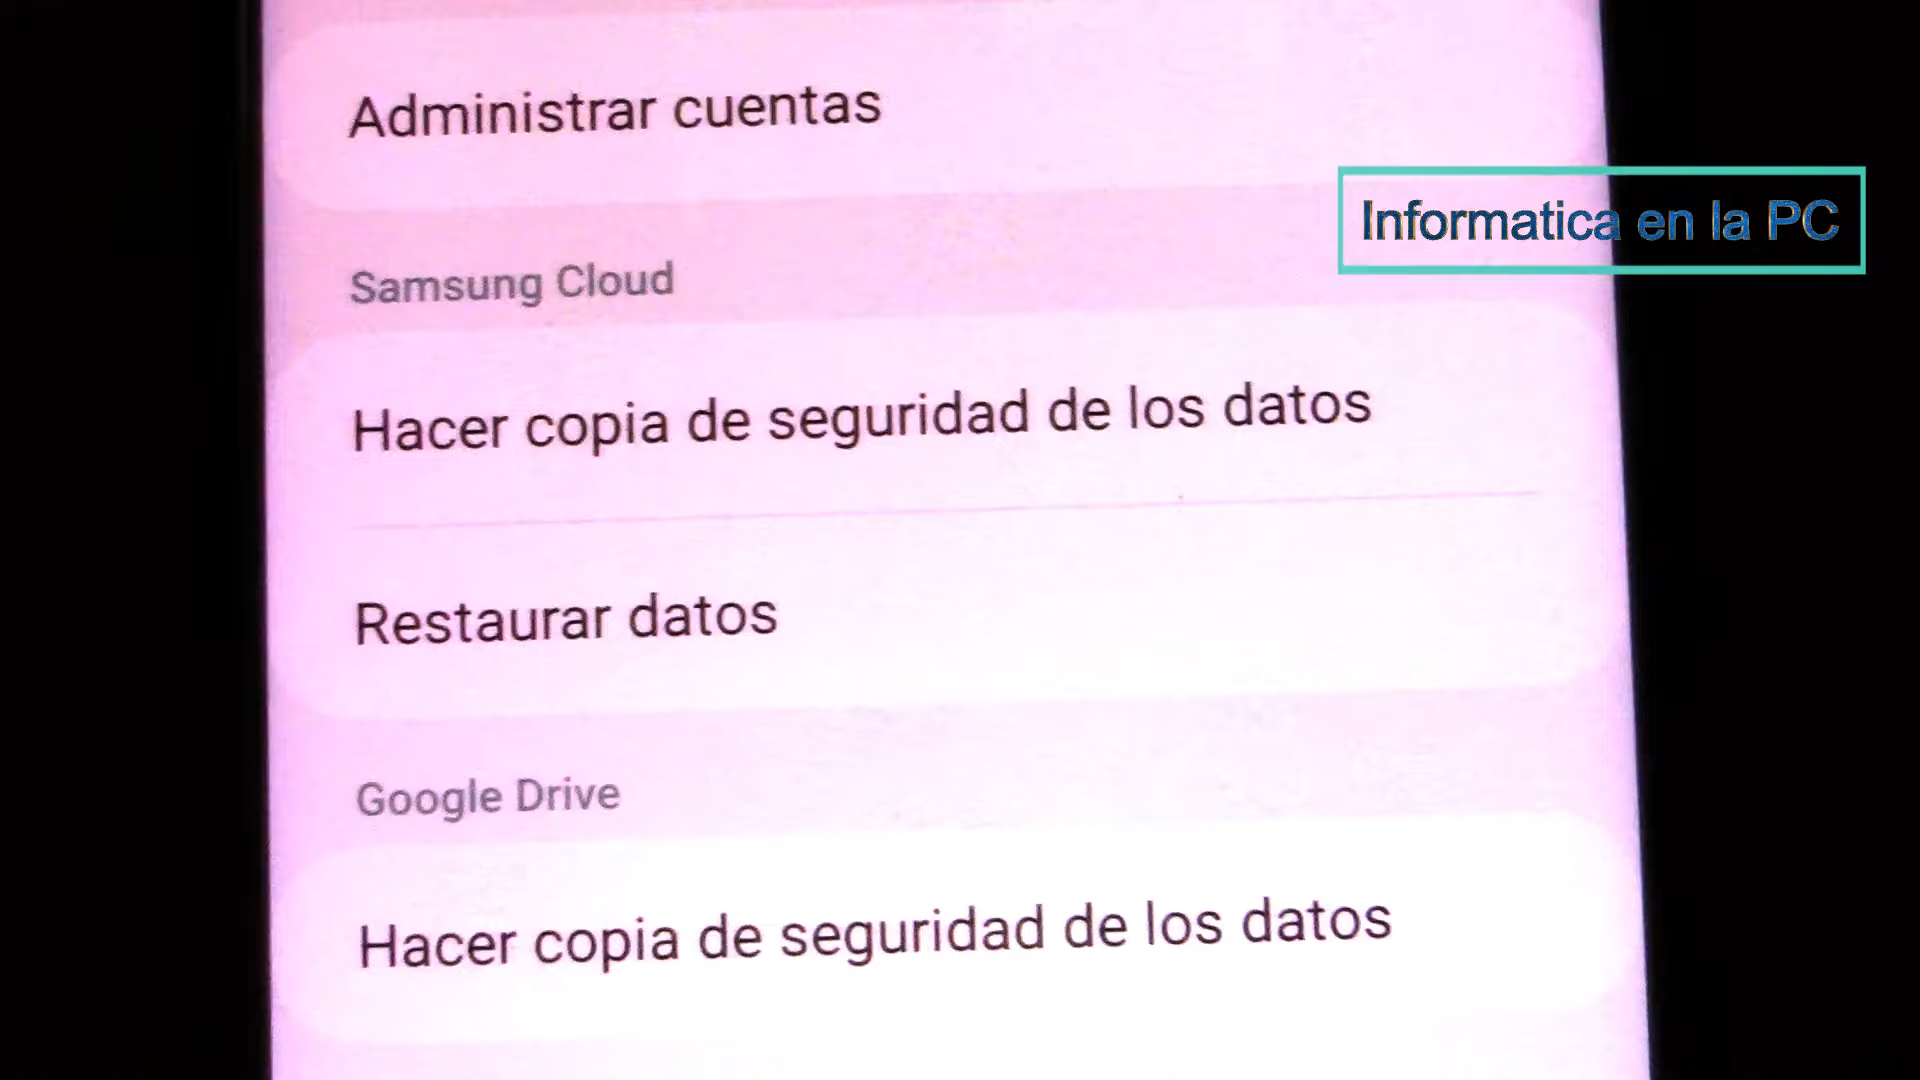 Administrar cuentas
Informatica en la PC
Samsung Cloud
Hacer copia de seguridad de los datos
Restaurar datos
Google Drive
Hacer copia de seguridad de los datos